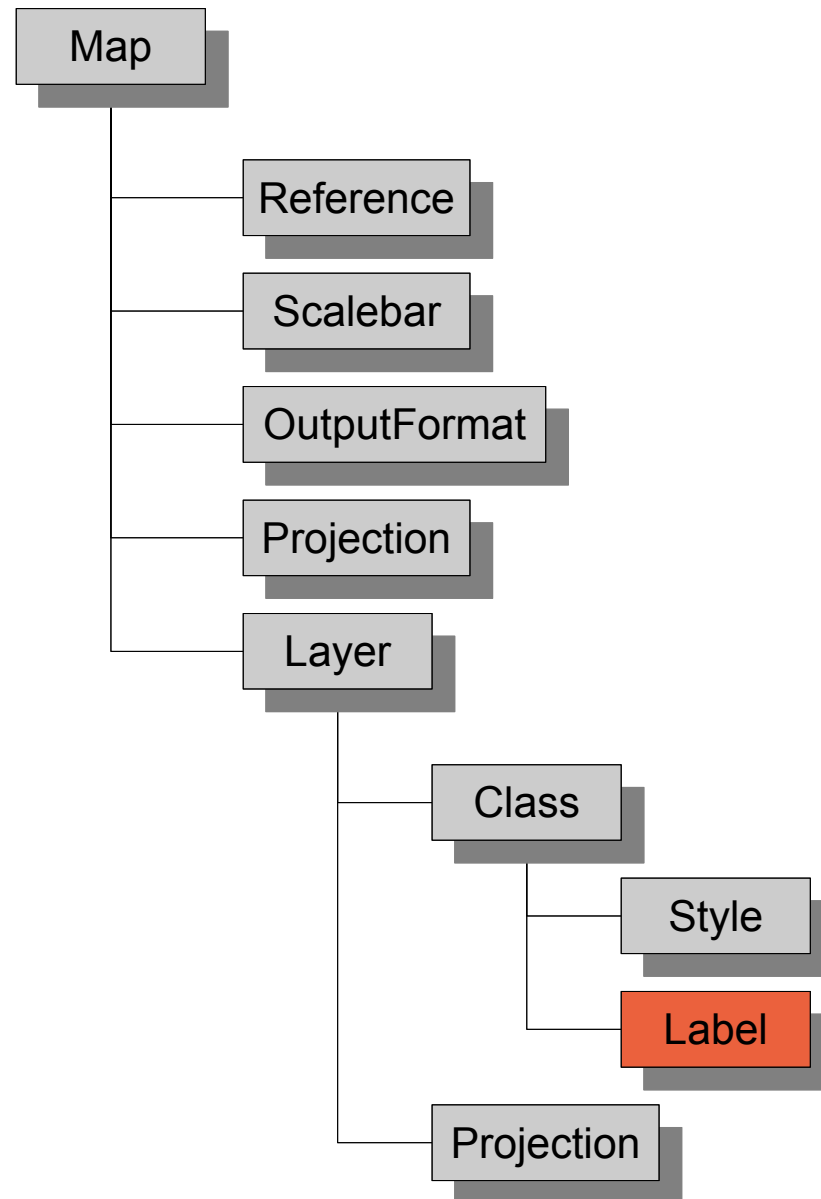 Map
Reference
Scalebar
OutputFormat
Projection
Layer
Class
Style
Label
Projection